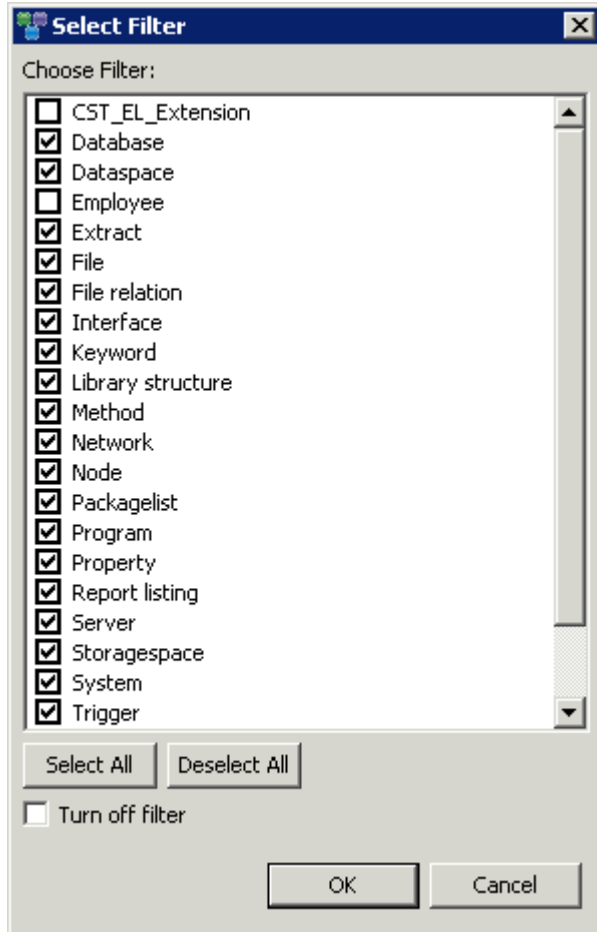 Select Filter
Choose Filter:
CST_EL_Extension
Database
Dataspace
Employee
Extract
File
File relation
Interface
Keyword
Library structure
Method
Network
Node
Packagelist
Program
Property
Report listing
Server
Storagespace
System
Trigger
Select All Deselect All
Turn off filter
OK Cancel